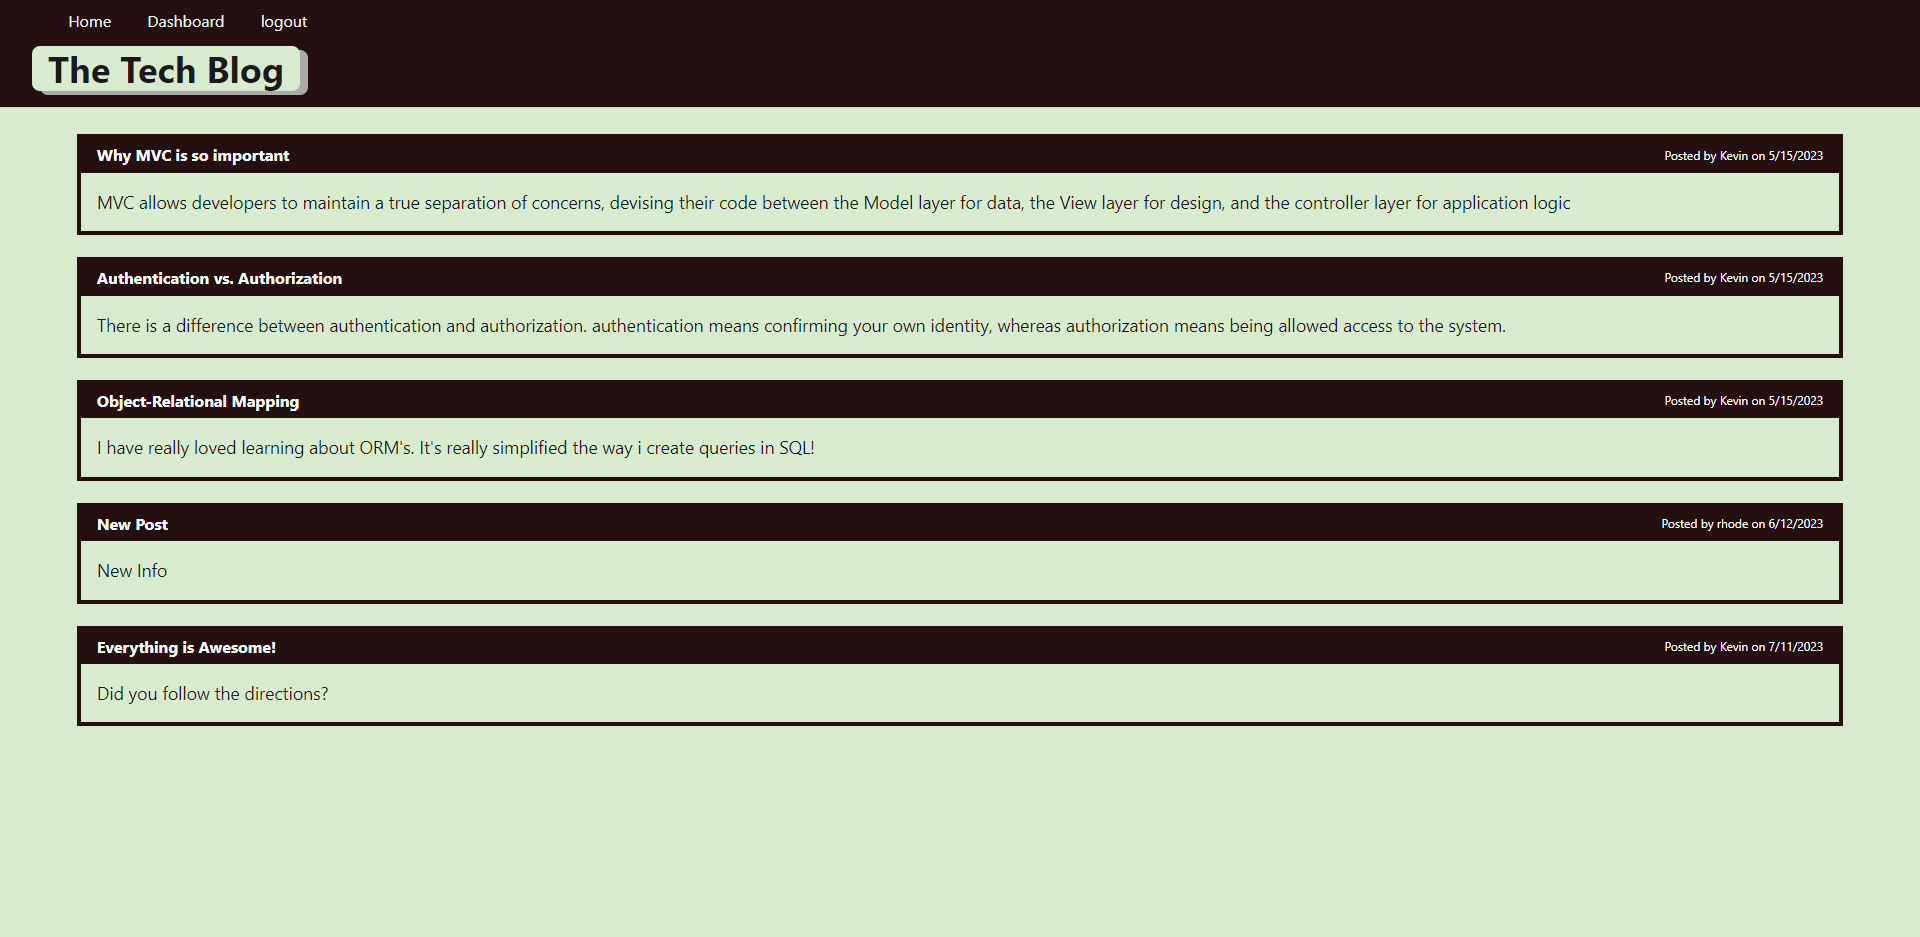 Home Dashboard logout
The Tech Blog
Why MVC is so important Posted by Kevin on 5/15/2023
MVC allows developers to maintain a true separation of concerns, devising their code between the Model layer for data, the View layer for design, and the controller layer for application logic
Authentication vs. Authorization Posted by Kevin on 5/15/2023
There is a difference between authentication and authorization. authentication means confirming your own identity, whereas authorization means being allowed access to the system.
Object-Relational Mapping Posted by Kevin on 5/15/2023
I have really loved learning about ORM's. It's really simplified the way i create queries in SQL!
New Post Posted by rhode on 6/12/2023
New Info
Everything is Awesome! Posted by Kevin on 7/11/2023
Did you follow the directions?